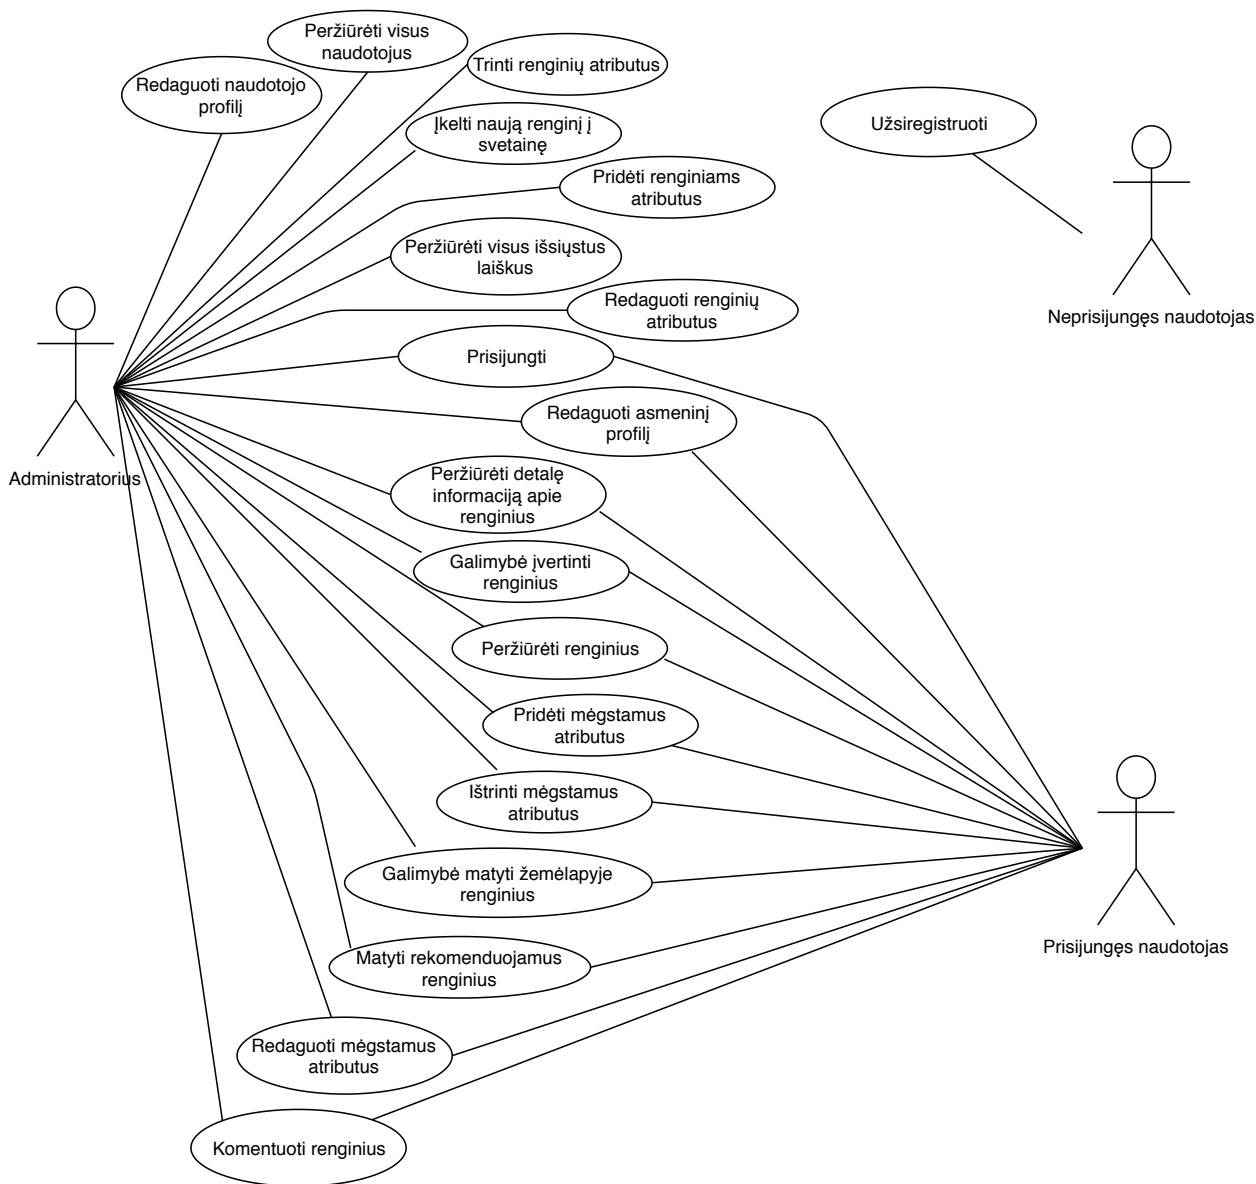 Peržiūrėti visus
naudotojus
Trinti renginių atributus
Redaguoti naudotojo
profilį
Įkelti naują renginį į
svetainę
Užsiregistruoti
Pridėti renginiams
atributus
Peržiūrėti visus išsiųstus
laiškus
Redaguoti renginių
atributus
Neprisijungęs naudotojas
Prisijungti
Redaguoti asmeninį
profilį
Administratorius
Peržiūrėti detalę
informaciją apie
renginius
Galimybė įvertinti
renginius
Peržiūrėti renginius
Pridėti mėgstamus
atributus
Ištrinti mėgstamus
atributus
Galimybė matyti žemėlapyje
renginius
Prisijungęs naudotojas
Matyti rekomenduojamus
renginius
Redaguoti mėgstamus
atributus
Komentuoti renginius